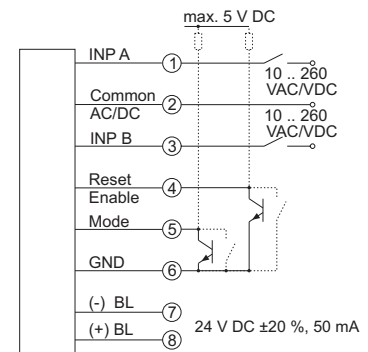 max. 5 V DC
INP A
1
10 .. 260
VAC/VDC
Common
AC/DC
2
10 .. 260
VAC/VDC
INP B
3
Reset
Enable
4
Mode
5
GND
6
(-) BL
7
(+) BL
8
24 V DC ±20 %, 50 mA